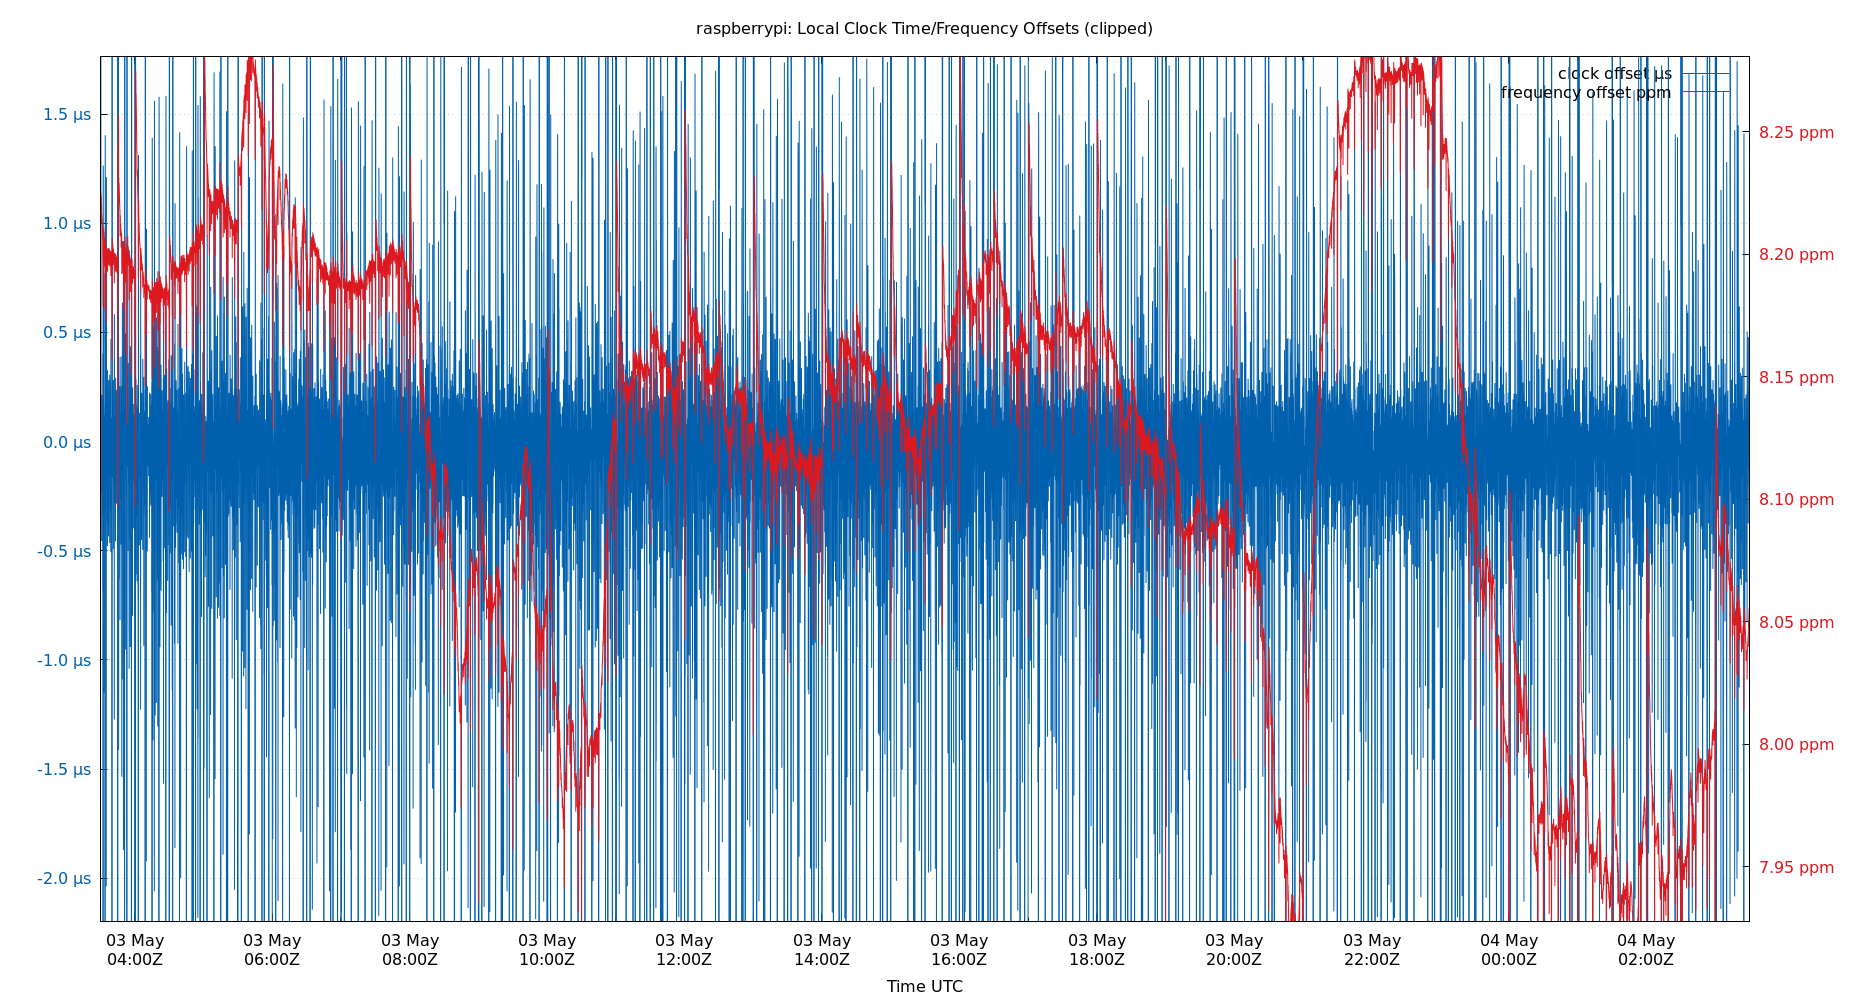 raspberrypi: Local Clock Time/Frequency Offsets (clipped)
clock offset µs
frequency offset ppm
1.5 µs
1.0 µs
0.5 µs
0.0 µs
-0.5 µs
-1.0 µs
-1.5 µs
-2.0 µs
8.25 ppm
8.20 ppm
8.15 ppm
8.10 ppm
8.05 ppm
8.00 ppm
7.95 ppm
03 May 03 May 03 May 03 May 03 May 03 May 03 May 03 May 03 May 03 May 04 May 04 May
04:00Z 06:00Z 08:00Z 10:00Z 12:00Z 14:00Z 16:00Z 18:00Z 20:00Z 22:00Z 00:00Z 02:00Z
Time UTC